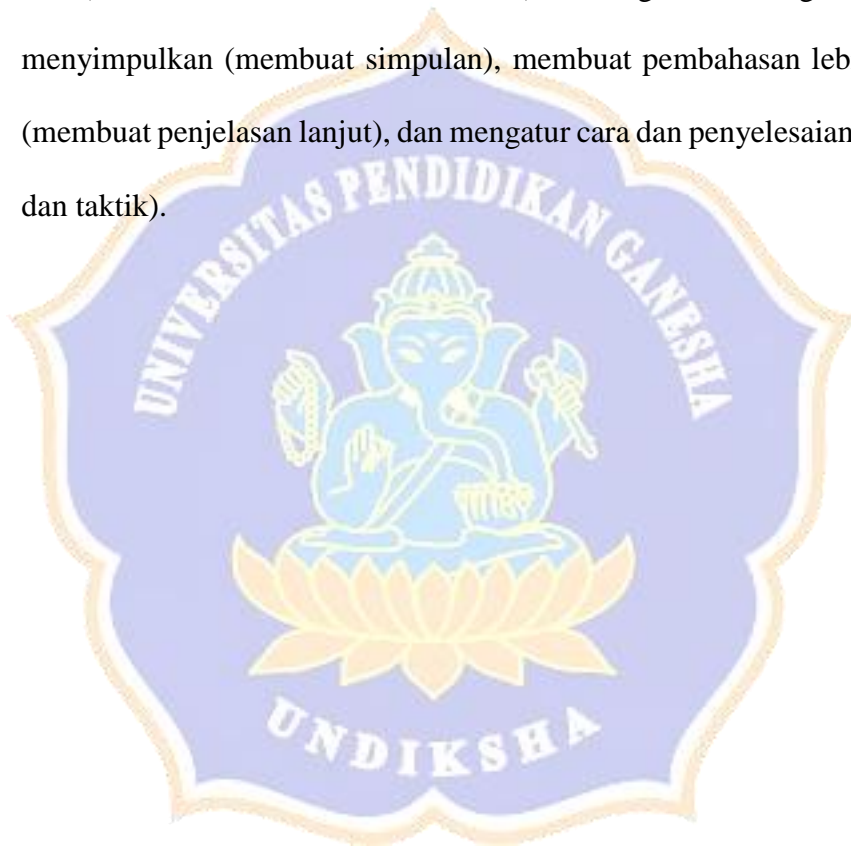 menyimpulkan (membuat simpulan), membuat pembahasan leb
(membuat penjelasan lanjut), dan mengatur cara dan penyelesaian
dan taktik).
UNIVERSITAS PENDIDIKAN GANESHA
UNDIKSHA